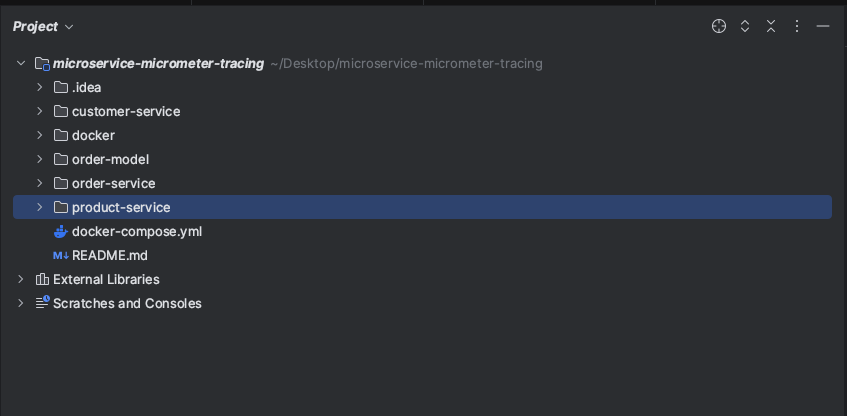 Project
microservice-micrometer-tracing ~/Desktop/microservice-micrometer-tracing
.idea
customer-service
docker
order-model
order-service
product-service
docker-compose.yml
M↓ README.md
External Libraries
Scratches and Consoles